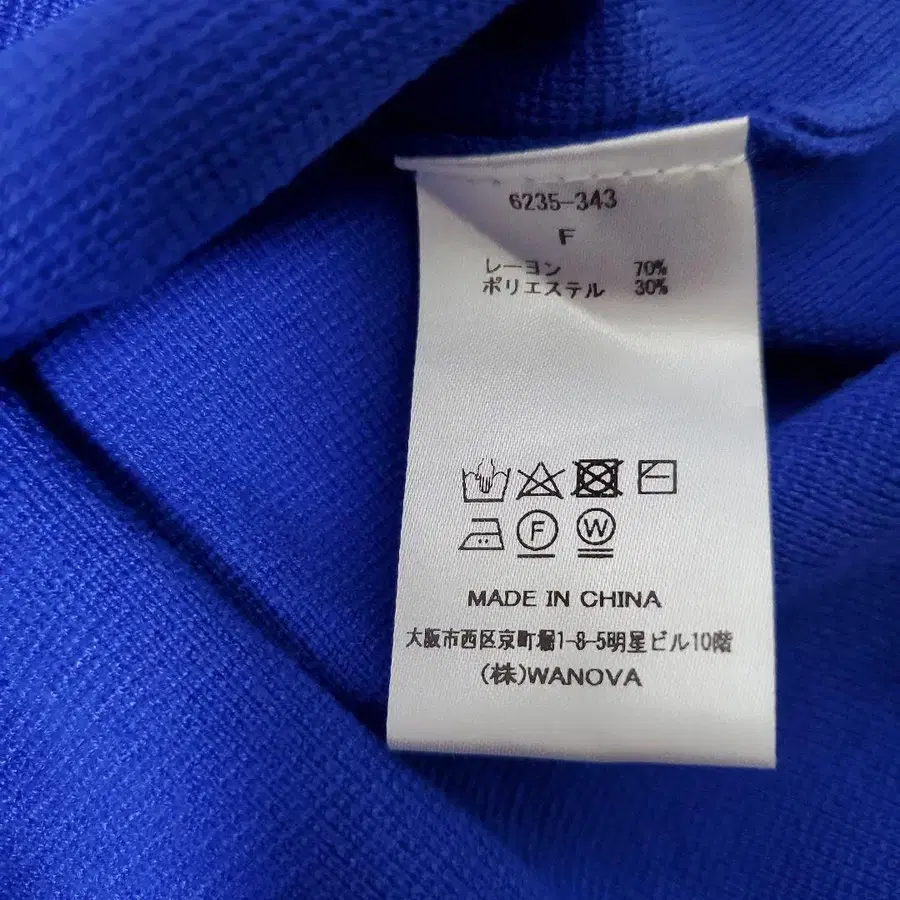 6235-343
F
レーヨン 70%
ポリエステル 30%
F W
MADE IN CHINA
大阪市西区京町堀1-8-5明星ビル10階
(株)WANOVA